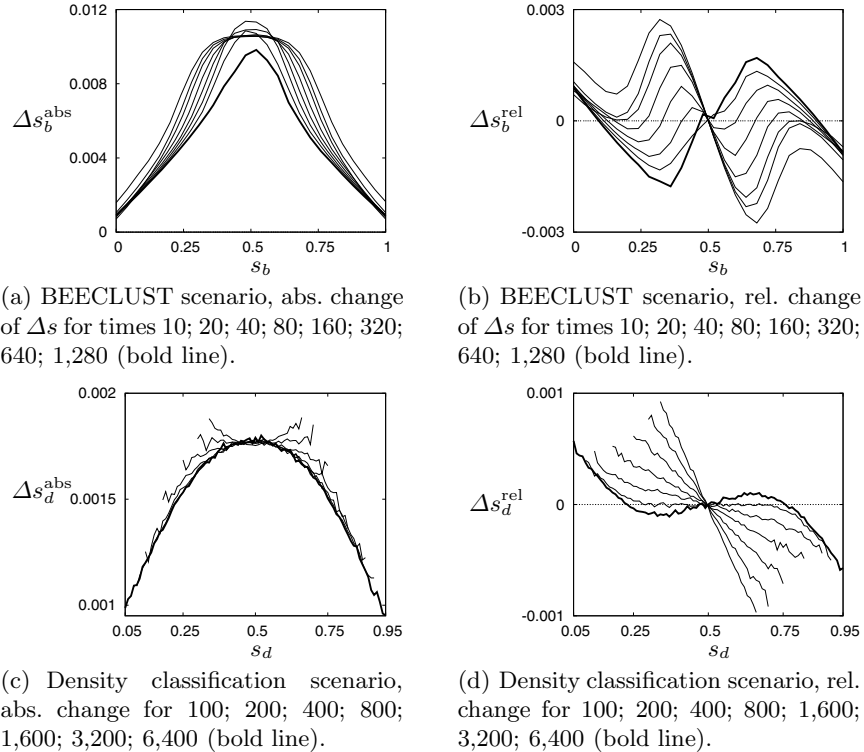 0.012
0.008
0.004
0
Δs_b^abs
0 0.25 0.5 0.75 1
s_b
0.003
0
-0.003
Δs_b^rel
0 0.25 0.50 0.75 1
s_b
(a) BEECLUST scenario, abs. change
of Δs for times 10; 20; 40; 80; 160; 320;
640; 1,280 (bold line).
(b) BEECLUST scenario, rel. change
of Δs for times 10; 20; 40; 80; 160; 320;
640; 1,280 (bold line).
0.002
0.0015
0.001
Δs_d^abs
0.05 0.25 0.5 0.75 0.95
s_d
0.001
0
-0.001
Δs_d^rel
0.05 0.25 0.5 0.75 0.95
s_d
(c) Density classification scenario,
abs. change for 100; 200; 400; 800;
1,600; 3,200; 6,400 (bold line).
(d) Density classification scenario, rel.
change for 100; 200; 400; 800; 1,600;
3,200; 6,400 (bold line).